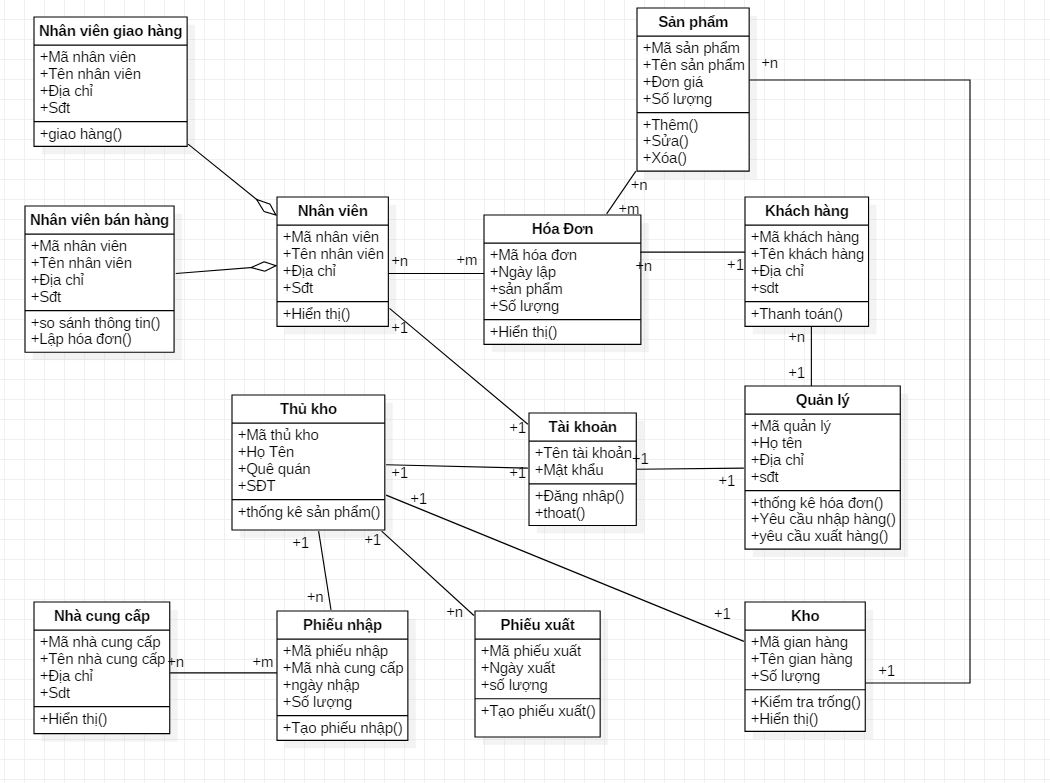 Nhân viên giao hàng
+Mã nhân viên
+Tên nhân viên
+Địa chỉ
+Sđt
+giao hàng()
Sản phẩm
+Mã sản phẩm
+Tên sản phẩm
+Đơn giá
+Số lượng
+Thêm()
+Sửa()
+Xóa()
+n
+n
+m
Nhân viên bán hàng
+Mã nhân viên
+Tên nhân viên
+Địa chỉ
+Sđt
+so sánh thông tin()
+Lập hóa đơn()
Nhân viên
+Mã nhân viên
+Tên nhân viên
+Địa chỉ
+Sđt
+Hiển thị()
+n
+m
+1
Hóa Đơn
+Mã hóa đơn
+Ngày lập
+sản phẩm
+Số lượng
+Hiển thị()
+n
+1
Khách hàng
+Mã khách hàng
+Tên khách hàng
+Địa chỉ
+sdt
+Thanh toán()
+n
+1
Thủ kho
+Mã thủ kho
+Họ Tên
+Quê quán
+SĐT
+thống kê sản phẩm()
+1
+1
+1
+1
+1
+1
Tài khoản
+Tên tài khoản
+Mật khẩu
+Đăng nhâp()
+thoat()
+1
+1
Quản lý
+Mã quản lý
+Họ tên
+Địa chỉ
+sđt
+thống kê hóa đơn()
+Yêu cầu nhập hàng()
+yêu cầu xuất hàng()
+n
+n
+1
Nhà cung cấp
+Mã nhà cung cấp
+Tên nhà cung cấp
+Địa chỉ
+Sdt
+Hiển thị()
+n
+m
Phiếu nhập
+Mã phiếu nhập
+Mã nhà cung cấp
+ngày nhập
+Số lượng
+Tạo phiếu nhập()
Phiếu xuất
+Mã phiếu xuất
+Ngày xuất
+số lượng
+Tạo phiếu xuất()
Kho
+Mã gian hàng
+Tên gian hàng
+Số lượng
+Kiểm tra trống()
+Hiển thị()
+1